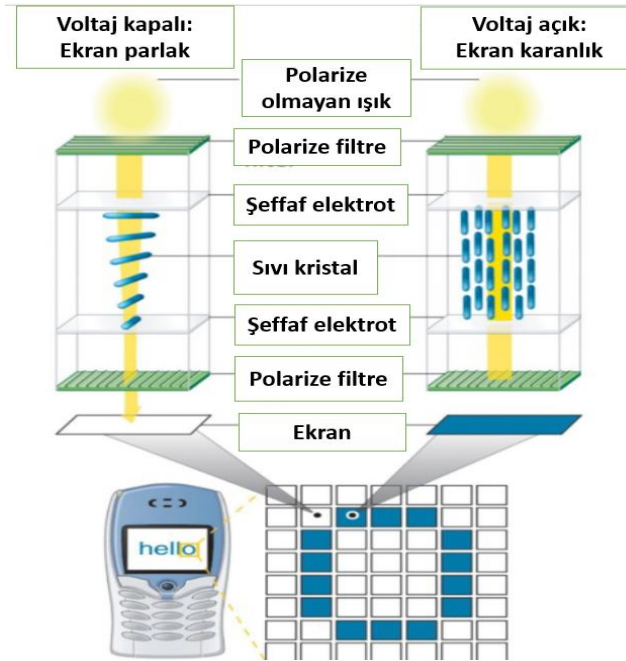 Voltaj kapalı:
Ekran parlak
Voltaj açık:
Ekran karanlık
Polarize
olmayan ışık
Polarize filtre
Şeffaf elektrot
Sıvı kristal
Şeffaf elektrot
Polarize filtre
Ekran
hello